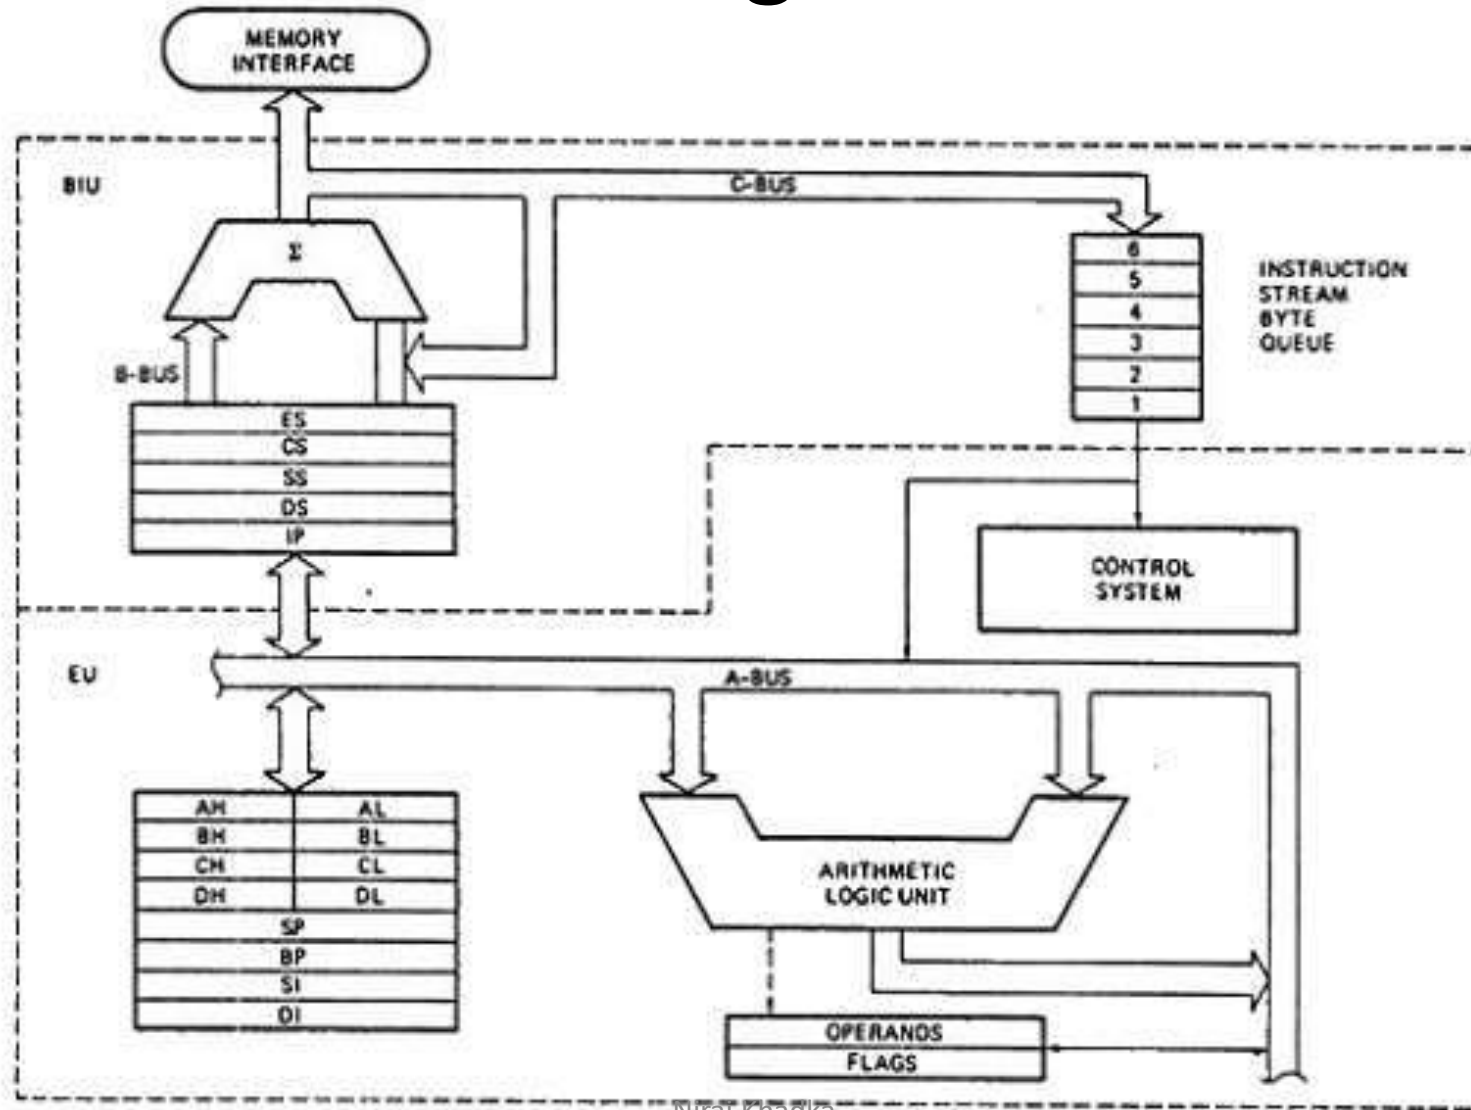 MEMORY
INTERFACE
BIU
C-BUS
Σ
6
5
4
3
2
1
INSTRUCTION
STREAM
BYTE
QUEUE
B-BUS
ES
CS
SS
DS
IP
CONTROL
SYSTEM
EU
A-BUS
AH AL
BH BL
CH CL
DH DL
SP
BP
SI
DI
ARITHMETIC
LOGIC UNIT
OPERANDS
FLAGS